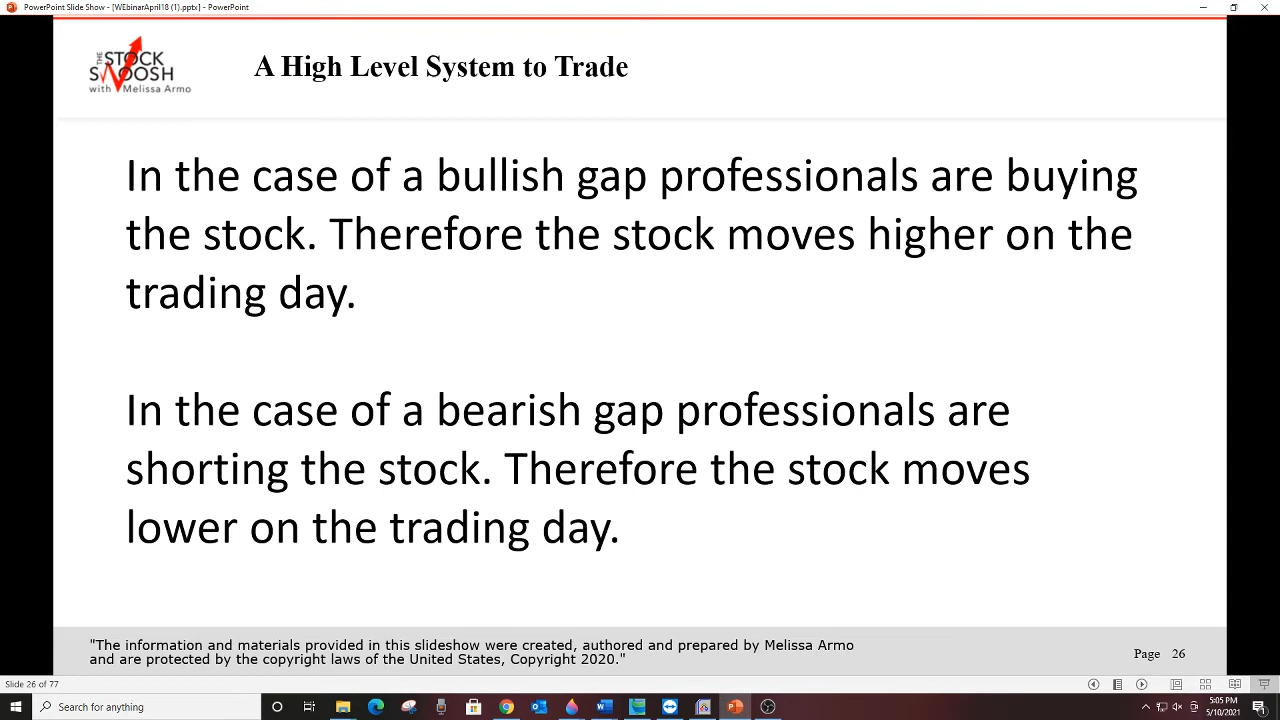 PowerPoint Slide Show - [WEbinarApril18 (1).pptx] - PowerPoint
THE
STOCK
SWOOSH
with Melissa Armo
A High Level System to Trade
In the case of a bullish gap professionals are buying
the stock. Therefore the stock moves higher on the
trading day.
In the case of a bearish gap professionals are
shorting the stock. Therefore the stock moves
lower on the trading day.
"The information and materials provided in this slideshow were created, authored and prepared by Melissa Armo
and are protected by the copyright laws of the United States, Copyright 2020."
Page 26
Slide 26 of 77
Search for anything
5:05 PM
5/10/2021